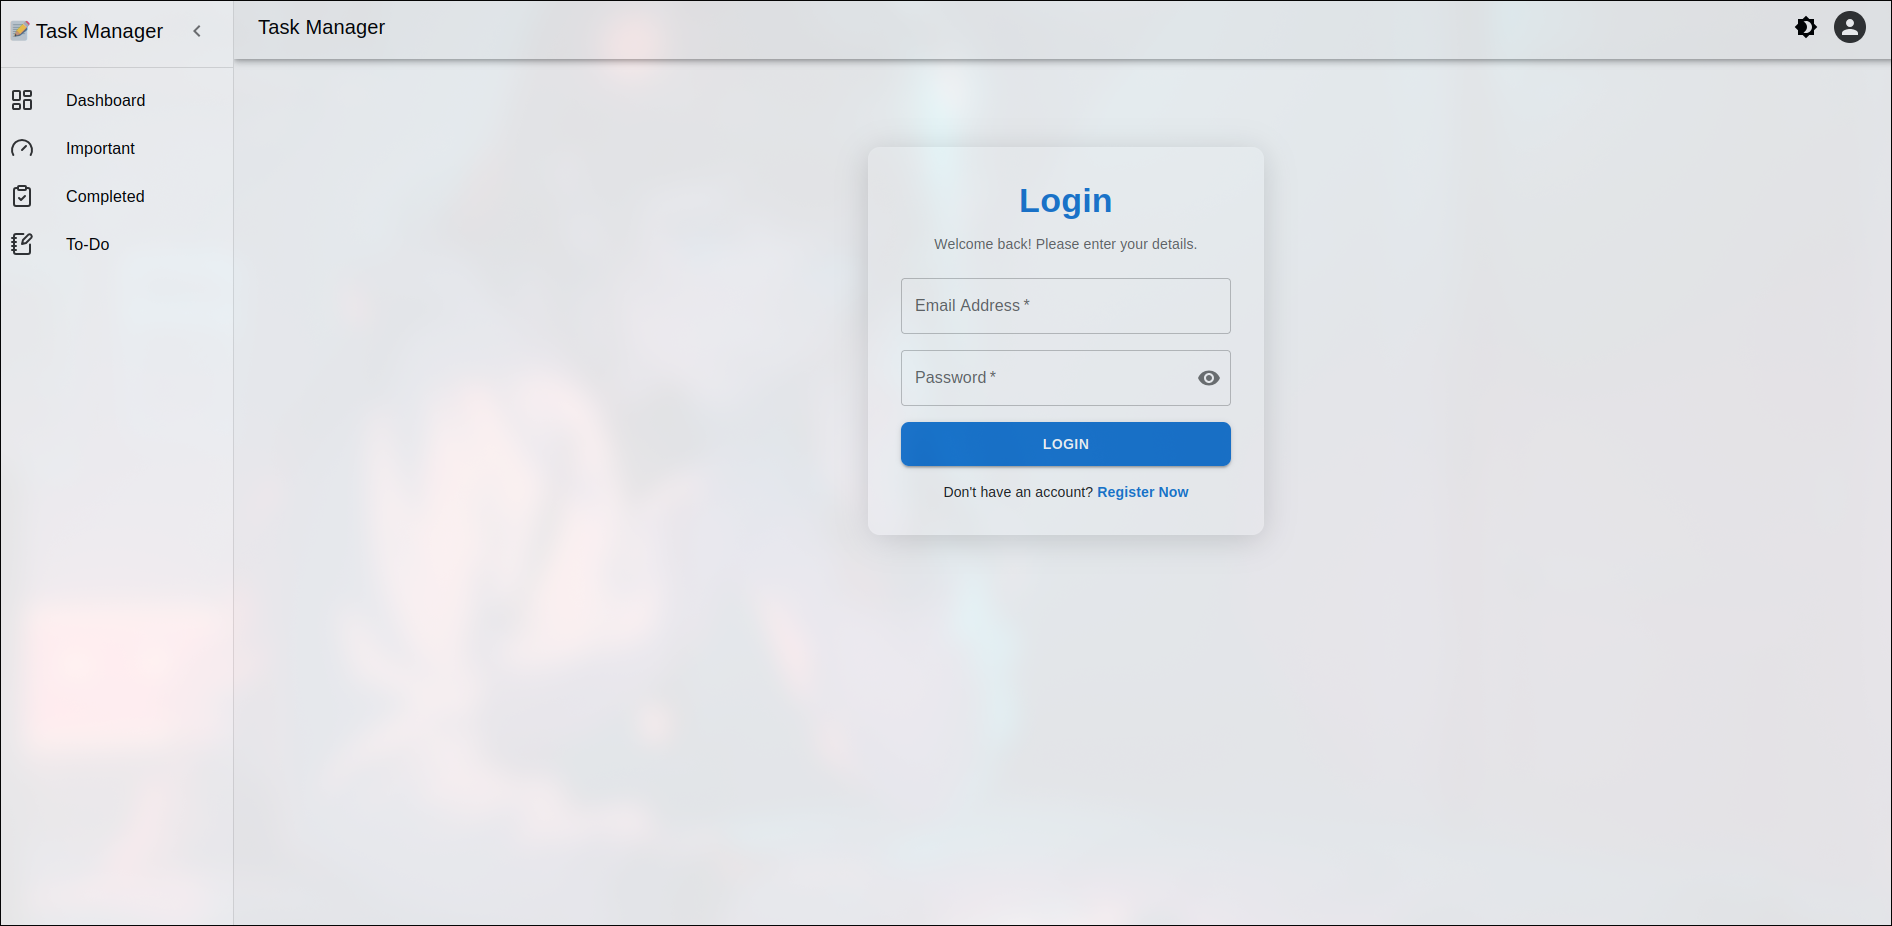 Task Manager
Dashboard
Important
Completed
To-Do
Task Manager
Login
Welcome back! Please enter your details.
Email Address *
Password *
LOGIN
Don't have an account? Register Now